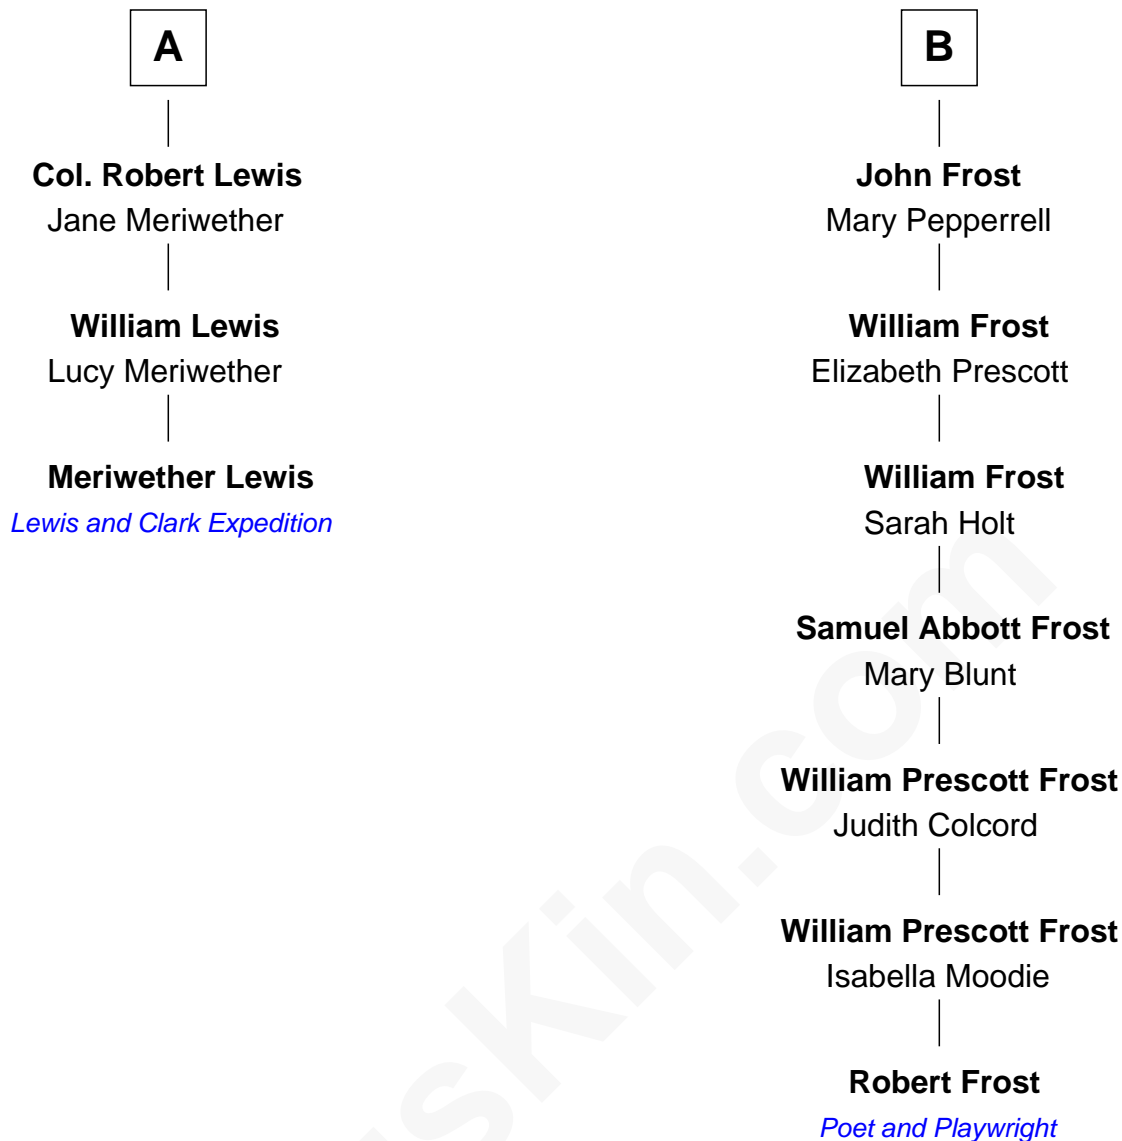 A
Col. Robert Lewis
Jane Meriwether
William Lewis
Lucy Meriwether
Meriwether Lewis
Lewis and Clark Expedition
B
John Frost
Mary Pepperrell
William Frost
Elizabeth Prescott
William Frost
Sarah Holt
Samuel Abbott Frost
Mary Blunt
William Prescott Frost
Judith Colcord
William Prescott Frost
Isabella Moodie
Robert Frost
Poet and Playwright